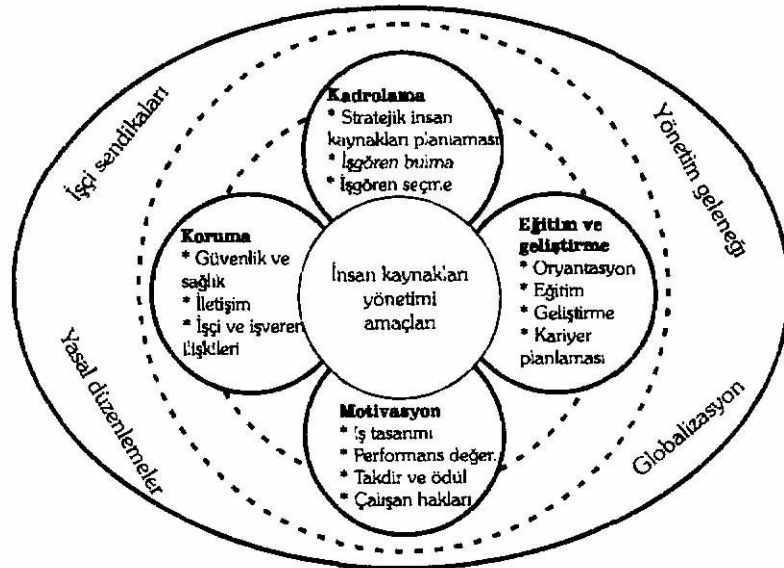 İşçi sendikaları
Yönetim geleneği
Kadrolama
* Stratejik insan
kaynakları planlaması
* İşgören bulma
* İşgören seçme
Koruma
* Güvenlik ve
sağlık
* İletişim
* İşçi ve işveren
ilişkileri
İnsan kaynakları
yönetimi
amaçları
Eğitim ve
geliştirme
* Oryantasyon
* Eğitim
* Geliştirme
* Kariyer
planlaması
Motivasyon
* İş tasarımı
* Performans değer.
* Takdir ve ödül
* Çalışan hakları
Yasal düzenlemeler
Globalizasyon